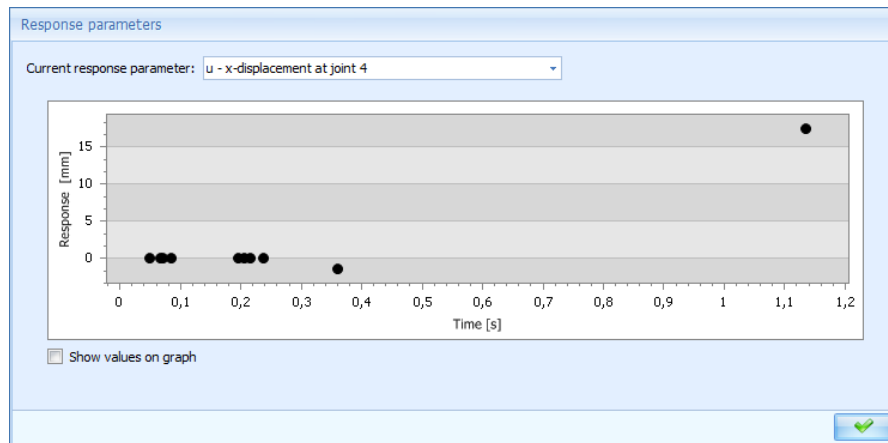 Response parameters
Current response parameter: u - x-displacement at joint 4
Response [mm]
15
10
5
0
0 0,1 0,2 0,3 0,4 0,5 0,6 0,7 0,8 0,9 1 1,1 1,2
Time [s]
Show values on graph